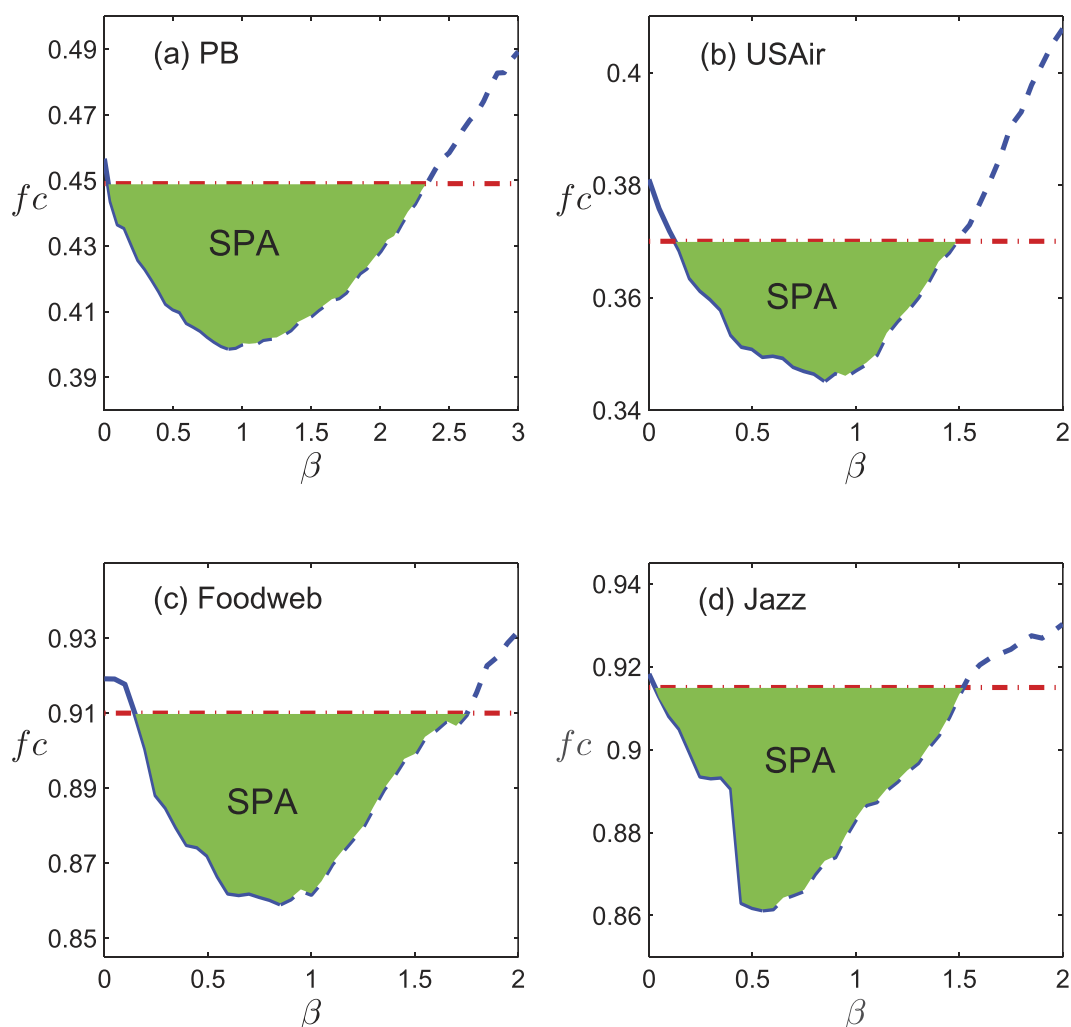 (a) PB
0.49
0.47
0.45
fc
0.43
0.41
0.39
SPA
0 0.5 1 1.5 2 2.5 3
β
(b) USAir
0.4
0.38
fc
0.36
0.34
SPA
0 0.5 1 1.5 2
β
(c) Foodweb
0.93
0.91
fc
0.89
0.87
0.85
SPA
0 0.5 1 1.5 2
β
(d) Jazz
0.94
0.92
fc
0.9
0.88
0.86
SPA
0 0.5 1 1.5 2
β